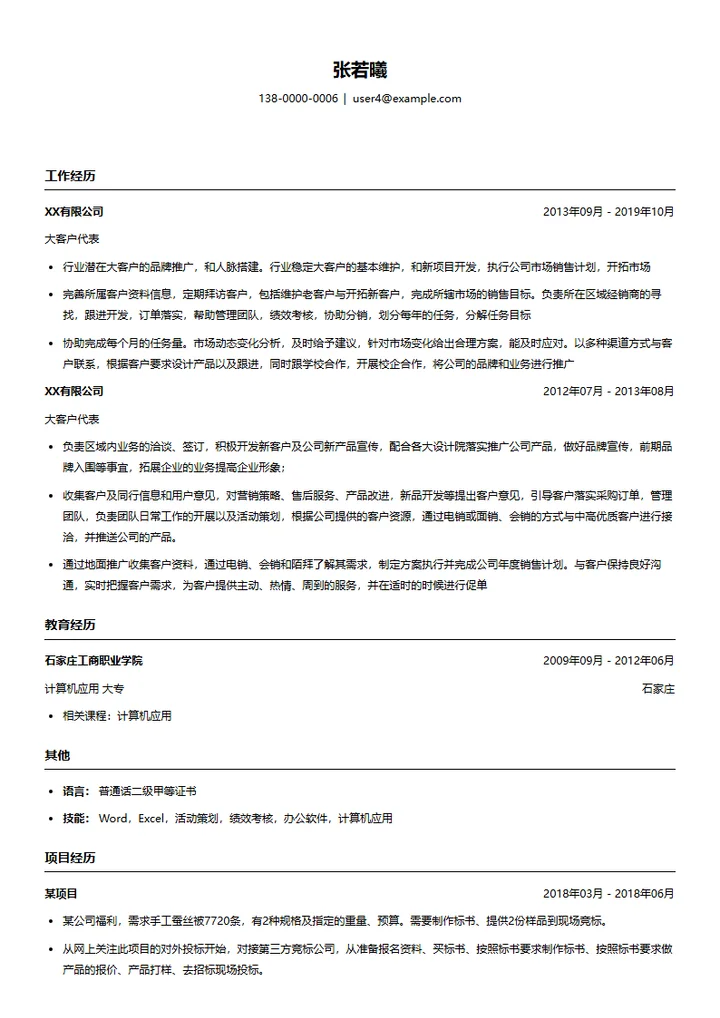 张若曦
138-0000-0006 | user4@example.com
工作经历
XX有限公司 2013年09月 - 2019年10月
大客户代表
• 行业潜在大客户的品牌推广，和人脉搭建。行业稳定大客户的基本维护，和新项目开发，执行公司市场销售计划，开拓市场
• 完善所属客户资料信息，定期拜访客户，包括维护老客户与开拓新客户，完成所辖市场的销售目标。负责所在区域经销商的寻
找，跟进开发，订单落实，帮助管理团队，绩效考核，协助分销，划分每年的任务，分解任务目标
• 协助完成每个月的任务量。市场动态变化分析，及时给予建议，针对市场变化给出合理方案，能及时应对。以多种渠道方式与客
户联系，根据客户要求设计产品以及跟进，同时跟学校合作，开展校企合作，将公司的品牌和业务进行推广
XX有限公司 2012年07月 - 2013年08月
大客户代表
• 负责区域内业务的洽谈、签订，积极开发新客户及公司新产品宣传，配合各大设计院落实推广公司产品，做好品牌宣传，前期品
牌入围等事宜，拓展企业的业务提高企业形象；
• 收集客户及同行信息和用户意见，对营销策略、售后服务、产品改进，新品开发等提出客户意见，引导客户落实采购订单，管理
团队，负责团队日常工作的开展以及活动策划，根据公司提供的客户资源，通过电销或面销、会销的方式与中高优质客户进行接
洽，并推送公司的产品。
• 通过地面推广收集客户资料，通过电销、会销和陌拜了解其需求，制定方案执行并完成公司年度销售计划。与客户保持良好沟
通，实时把握客户需求，为客户提供主动、热情、周到的服务，并在适时的时候进行促单
教育经历
石家庄工商职业学院 2009年09月 - 2012年06月
计算机应用 大专 石家庄
• 相关课程：计算机应用
其他
• 语言： 普通话二级甲等证书
• 技能： Word，Excel，活动策划，绩效考核，办公软件，计算机应用
项目经历
某项目 2018年03月 - 2018年06月
• 某公司福利，需求手工蚕丝被7720条，有2种规格及指定的重量、预算。需要制作标书、提供2份样品到现场竞标。
• 从网上关注此项目的对外投标开始，对接第三方竞标公司，从准备报名资料、买标书、按照标书要求制作标书、按照标书要求做
产品的报价、产品打样、去招标现场投标。